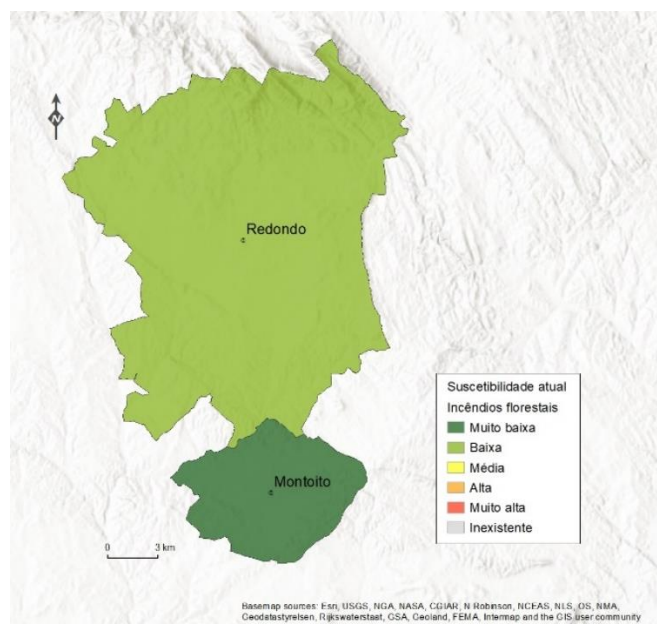 N
Redondo
Suscetibilidade atual
Incêndios florestais
Muito baixa
Baixa
Média
Alta
Muito alta
Inexistente
Montoito
0 3 km
Basemap sources: Esri, USGS, NGA, NASA, CGIAR, N Robinson, NCEAS, NLS, OS, NMA,
Geodatastyrelsen, Rijkswaterstaat, GSA, Geoland, FEMA, Intermap and the GIS user community